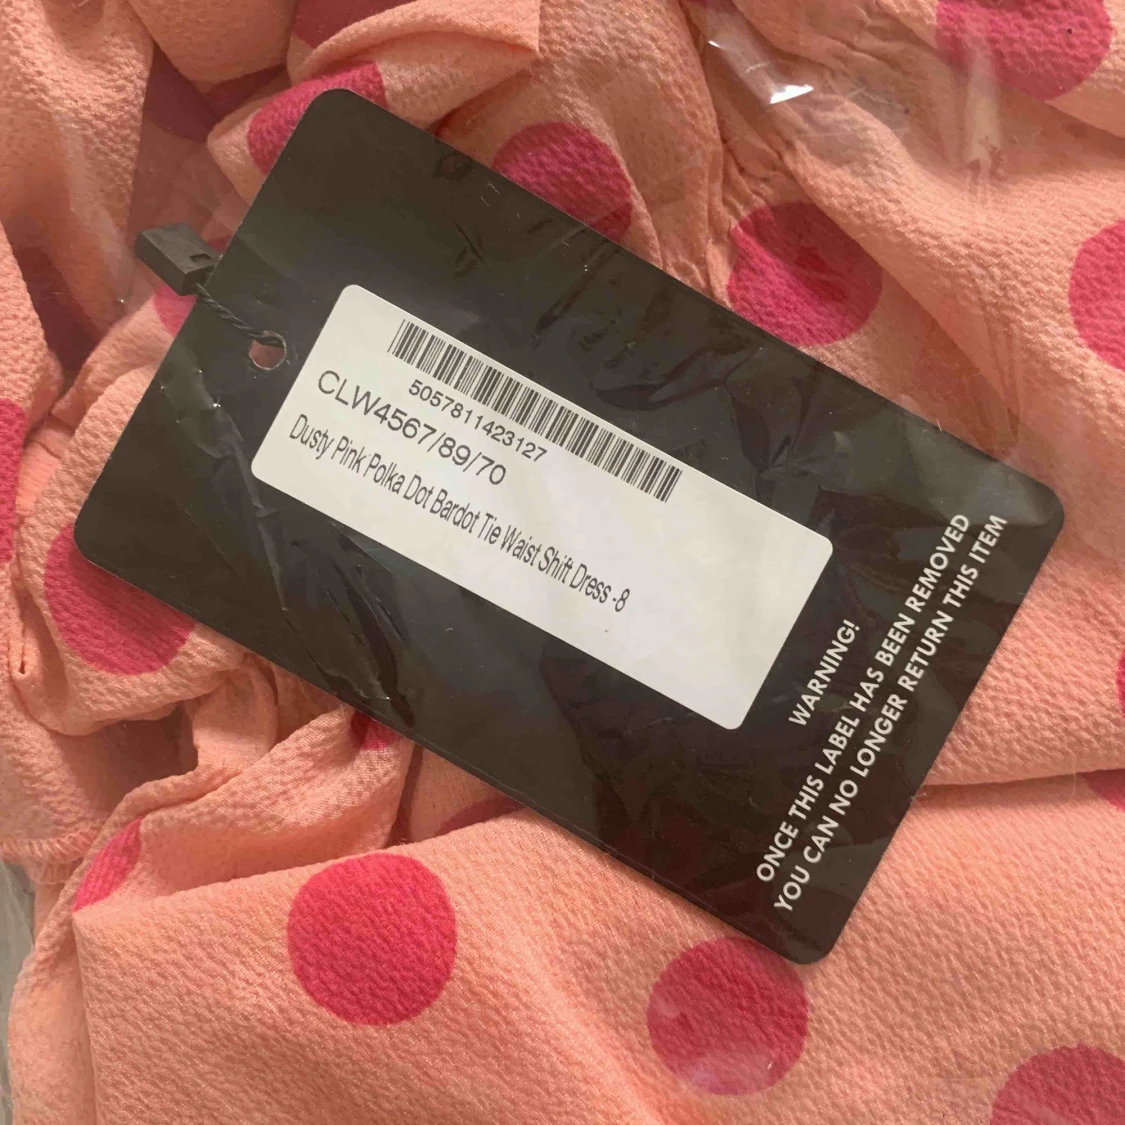 5057811423127
CLW4567/89/70
Dusty Pink Polka Dot Bardot Tie Waist Shift Dress -8
WARNING!
ONCE THIS LABEL HAS BEEN REMOVED
YOU CAN NO LONGER RETURN THIS ITEM